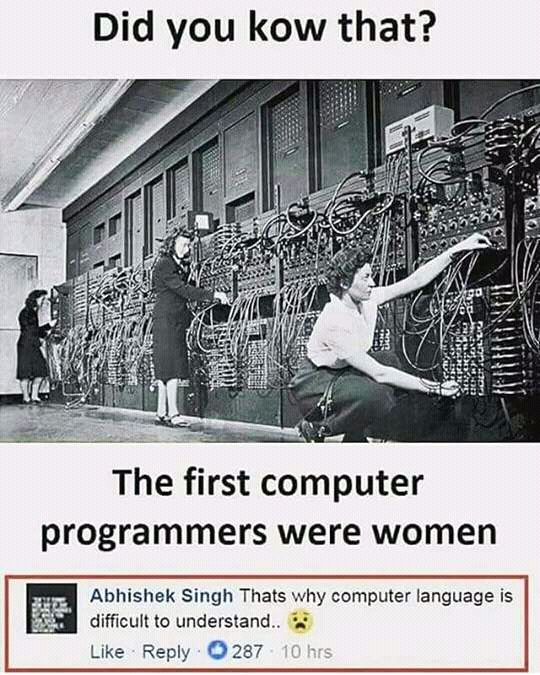 Did you kow that?
The first computer
programmers were women
Abhishek Singh Thats why computer language is
difficult to understand.. 😧
Like · Reply · 287 · 10 hrs